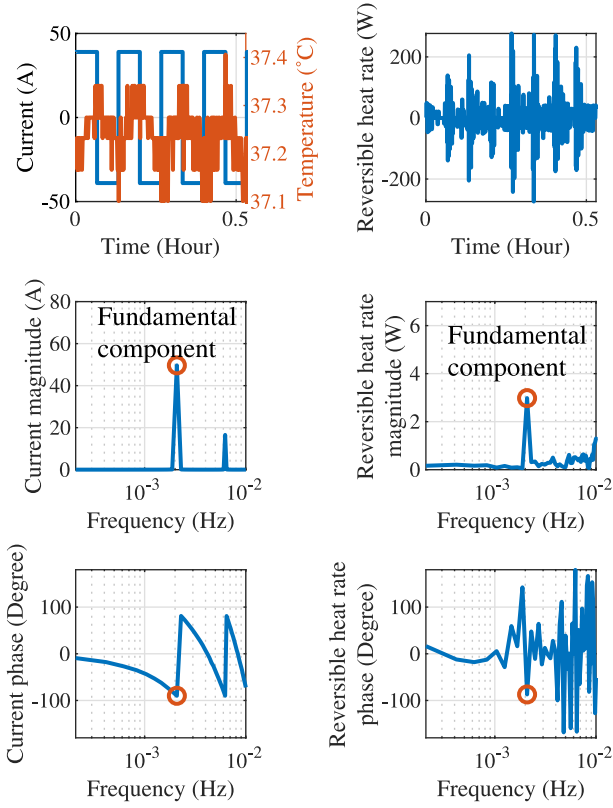 50
0
-50
Current (A)
37.4
37.3
37.2
37.1
Temperature (°C)
0
0.5
Time (Hour)
200
0
-200
Reversible heat rate (W)
0
0.5
Time (Hour)
80
60
40
20
0
Current magnitude (A)
Fundamental
component
10-3
10-2
Frequency (Hz)
6
4
2
0
Reversible heat rate
magnitude (W)
Fundamental
component
10-3
10-2
Frequency (Hz)
100
0
-100
Current phase (Degree)
10-3
10-2
Frequency (Hz)
100
0
-100
Reversible heat rate
phase (Degree)
10-3
10-2
Frequency (Hz)